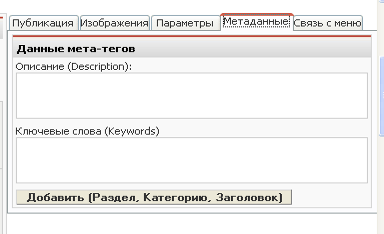 Публикация Изображения Параметры Метаданные Связь с меню
Данные мета-тегов
Описание (Description):
Ключевые слова (Keywords)
Добавить (Раздел, Категорию, Заголовок)